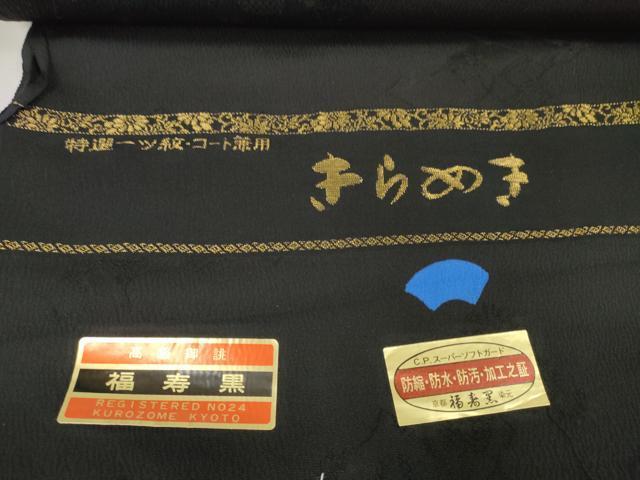 特選一ツ紋・コート兼用
きらめき
高級御誂
福寿黒
REGISTERED NO24
KUROZOME KYOTO
C.P.スーパーソフトガード
防縮・防水・防汚・加工之証
京都 福寿黒 染元